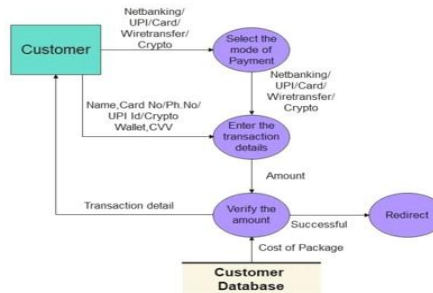 Netbanking/
UPI/Card/
Wiretransfer/
Crypto
Customer
Select the
mode of
Payment
Netbanking/
UPI/Card/
Wiretransfer/
Crypto
Name,Card No/Ph.No/
UPI Id/Crypto
Wallet,CVV
Enter the
transaction
details
Amount
Transaction detail
Verify the
amount
Successful
Redirect
Cost of Package
Customer
Database